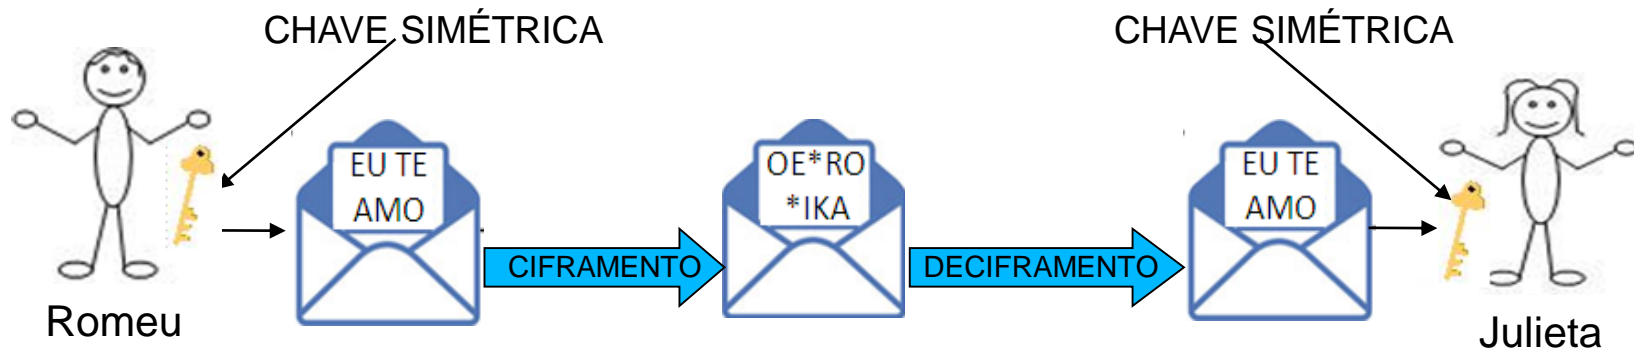 CHAVE SIMÉTRICA
CHAVE SIMÉTRICA
EU TE
AMO
OE*RO
*IKA
EU TE
AMO
CIFRAMENTO
DECIFRAMENTO
Romeu
Julieta